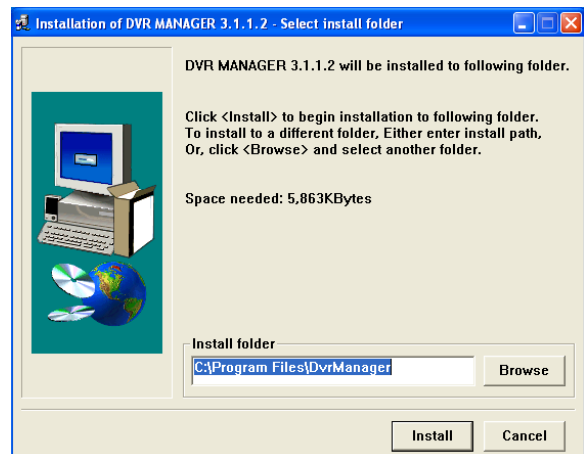 Installation of DVR MANAGER 3.1.1.2 - Select install folder
DVR MANAGER 3.1.1.2 will be installed to following folder.
Click <Install> to begin installation to following folder.
To install to a different folder, Either enter install path,
Or, click <Browse> and select another folder.
Space needed: 5,863KBytes
Install folder
C:\Program Files\DvrManager
Browse
Install
Cancel